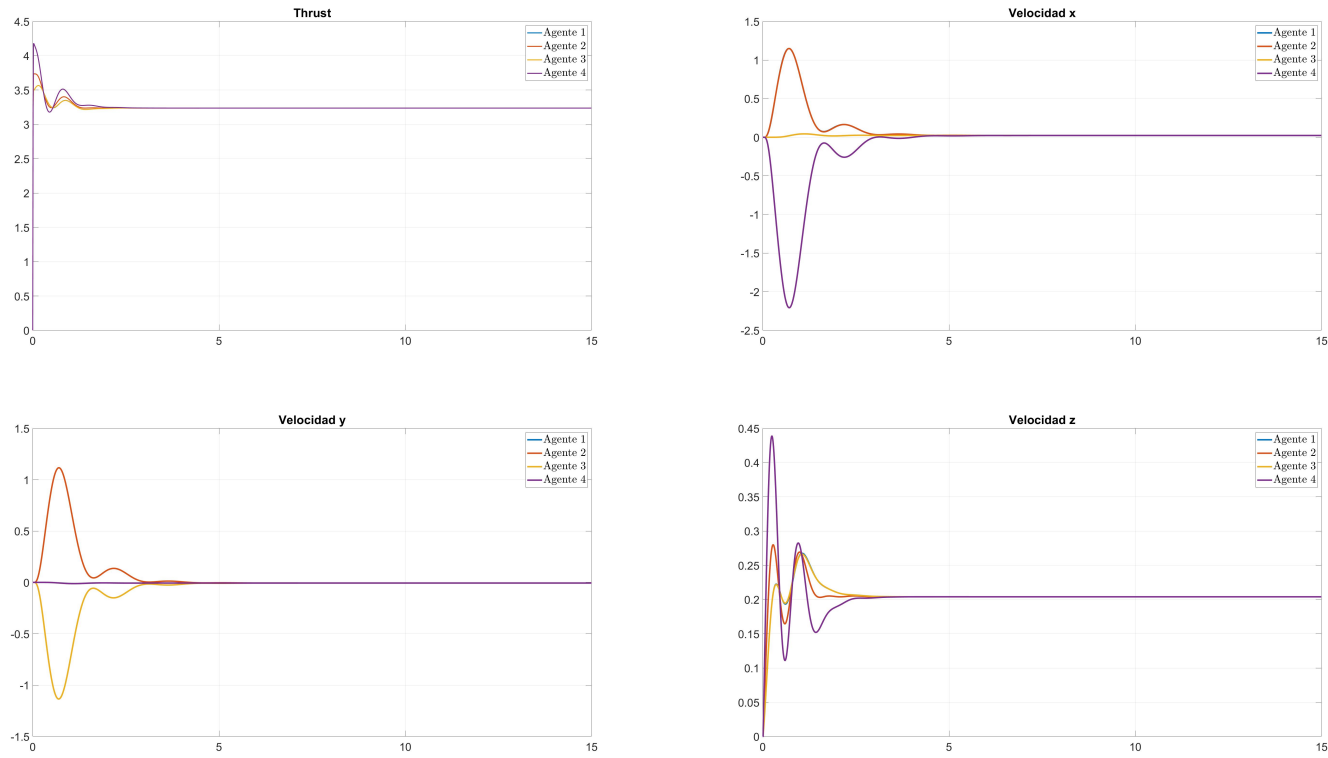 Thrust
4.5
4
3.5
3
2.5
2
1.5
1
0.5
0
0 5 10 15
Agente 1
Agente 2
Agente 3
Agente 4
Velocidad x
1.5
1
0.5
0
-0.5
-1
-1.5
-2
-2.5
0 5 10 15
Agente 1
Agente 2
Agente 3
Agente 4
Velocidad y
1.5
1
0.5
0
-0.5
-1
-1.5
0 5 10 15
Agente 1
Agente 2
Agente 3
Agente 4
Velocidad z
0.45
0.4
0.35
0.3
0.25
0.2
0.15
0.1
0.05
0
0 5 10 15
Agente 1
Agente 2
Agente 3
Agente 4